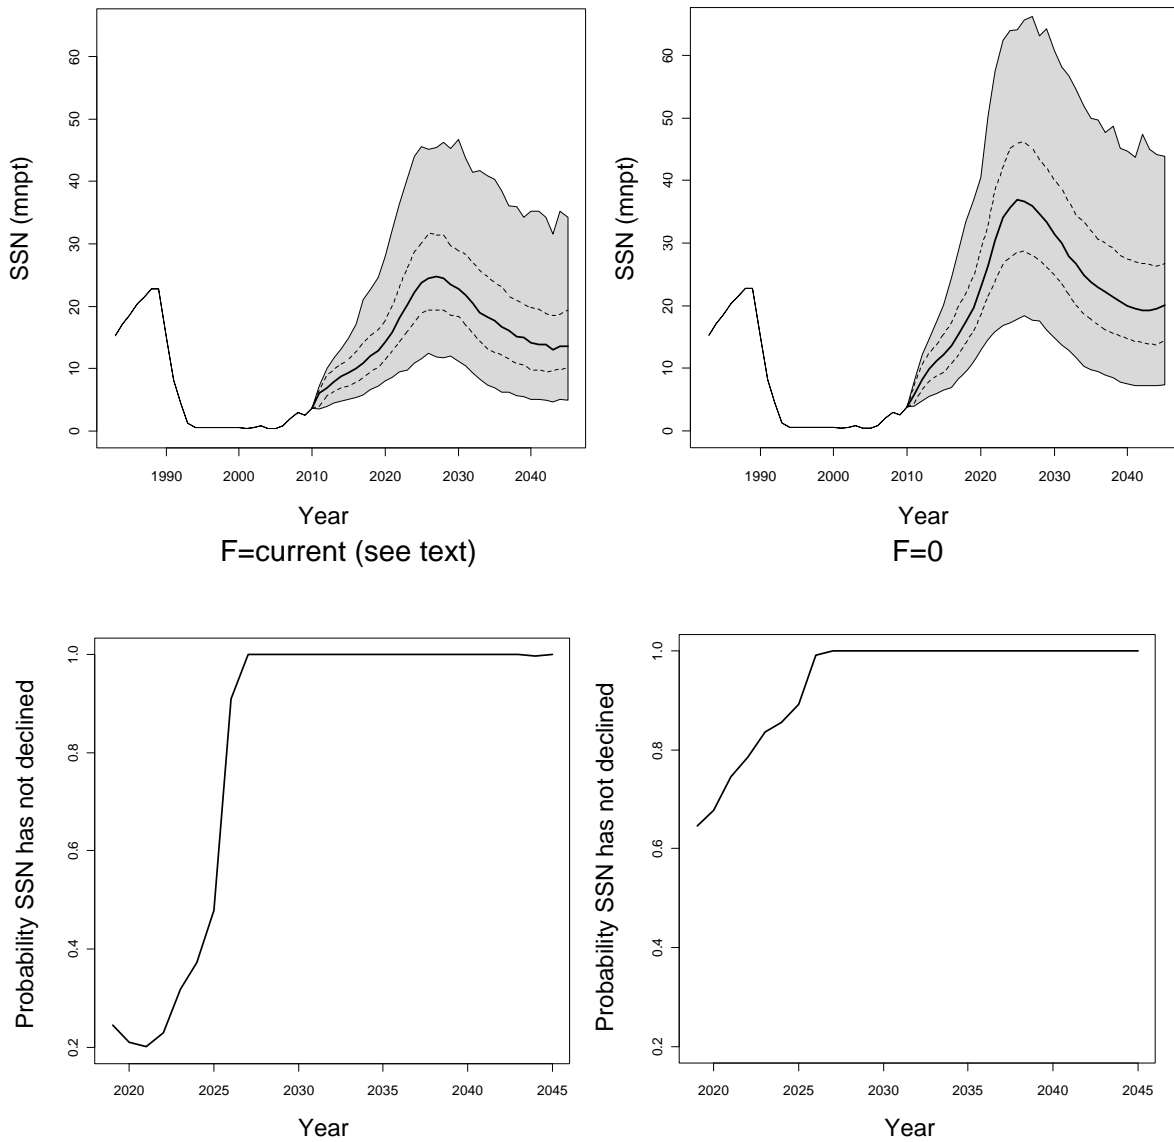 60
50
40
30
20
10
0
SSN (mnpt)
1990 2000 2010 2020 2030 2040
Year
F=current (see text)
60
50
40
30
20
10
0
SSN (mnpt)
1990 2000 2010 2020 2030 2040
Year
F=0
1.0
0.8
0.6
0.4
0.2
Probability SSN has not declined
2020 2025 2030 2035 2040 2045
Year
1.0
0.8
0.6
0.4
0.2
Probability SSN has not declined
2020 2025 2030 2035 2040 2045
Year